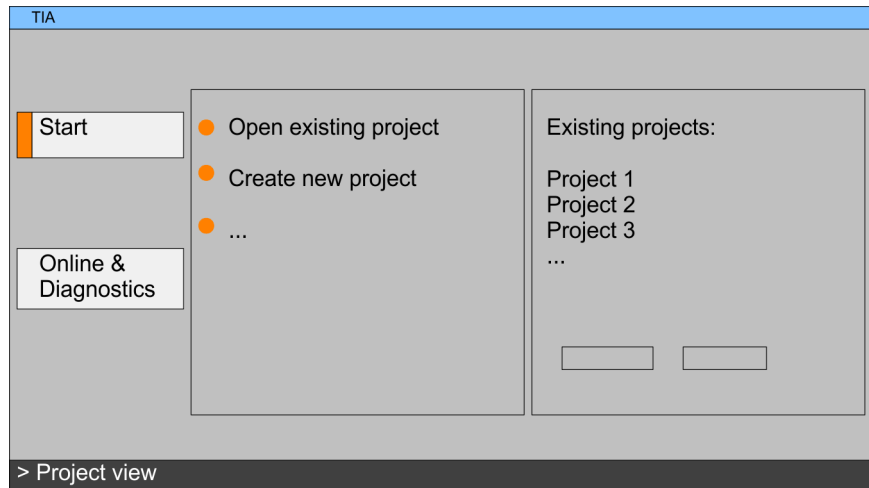 TIA
Start
Online &
Diagnostics
Open existing project
Create new project
...
Existing projects:
Project 1
Project 2
Project 3
...
> Project view